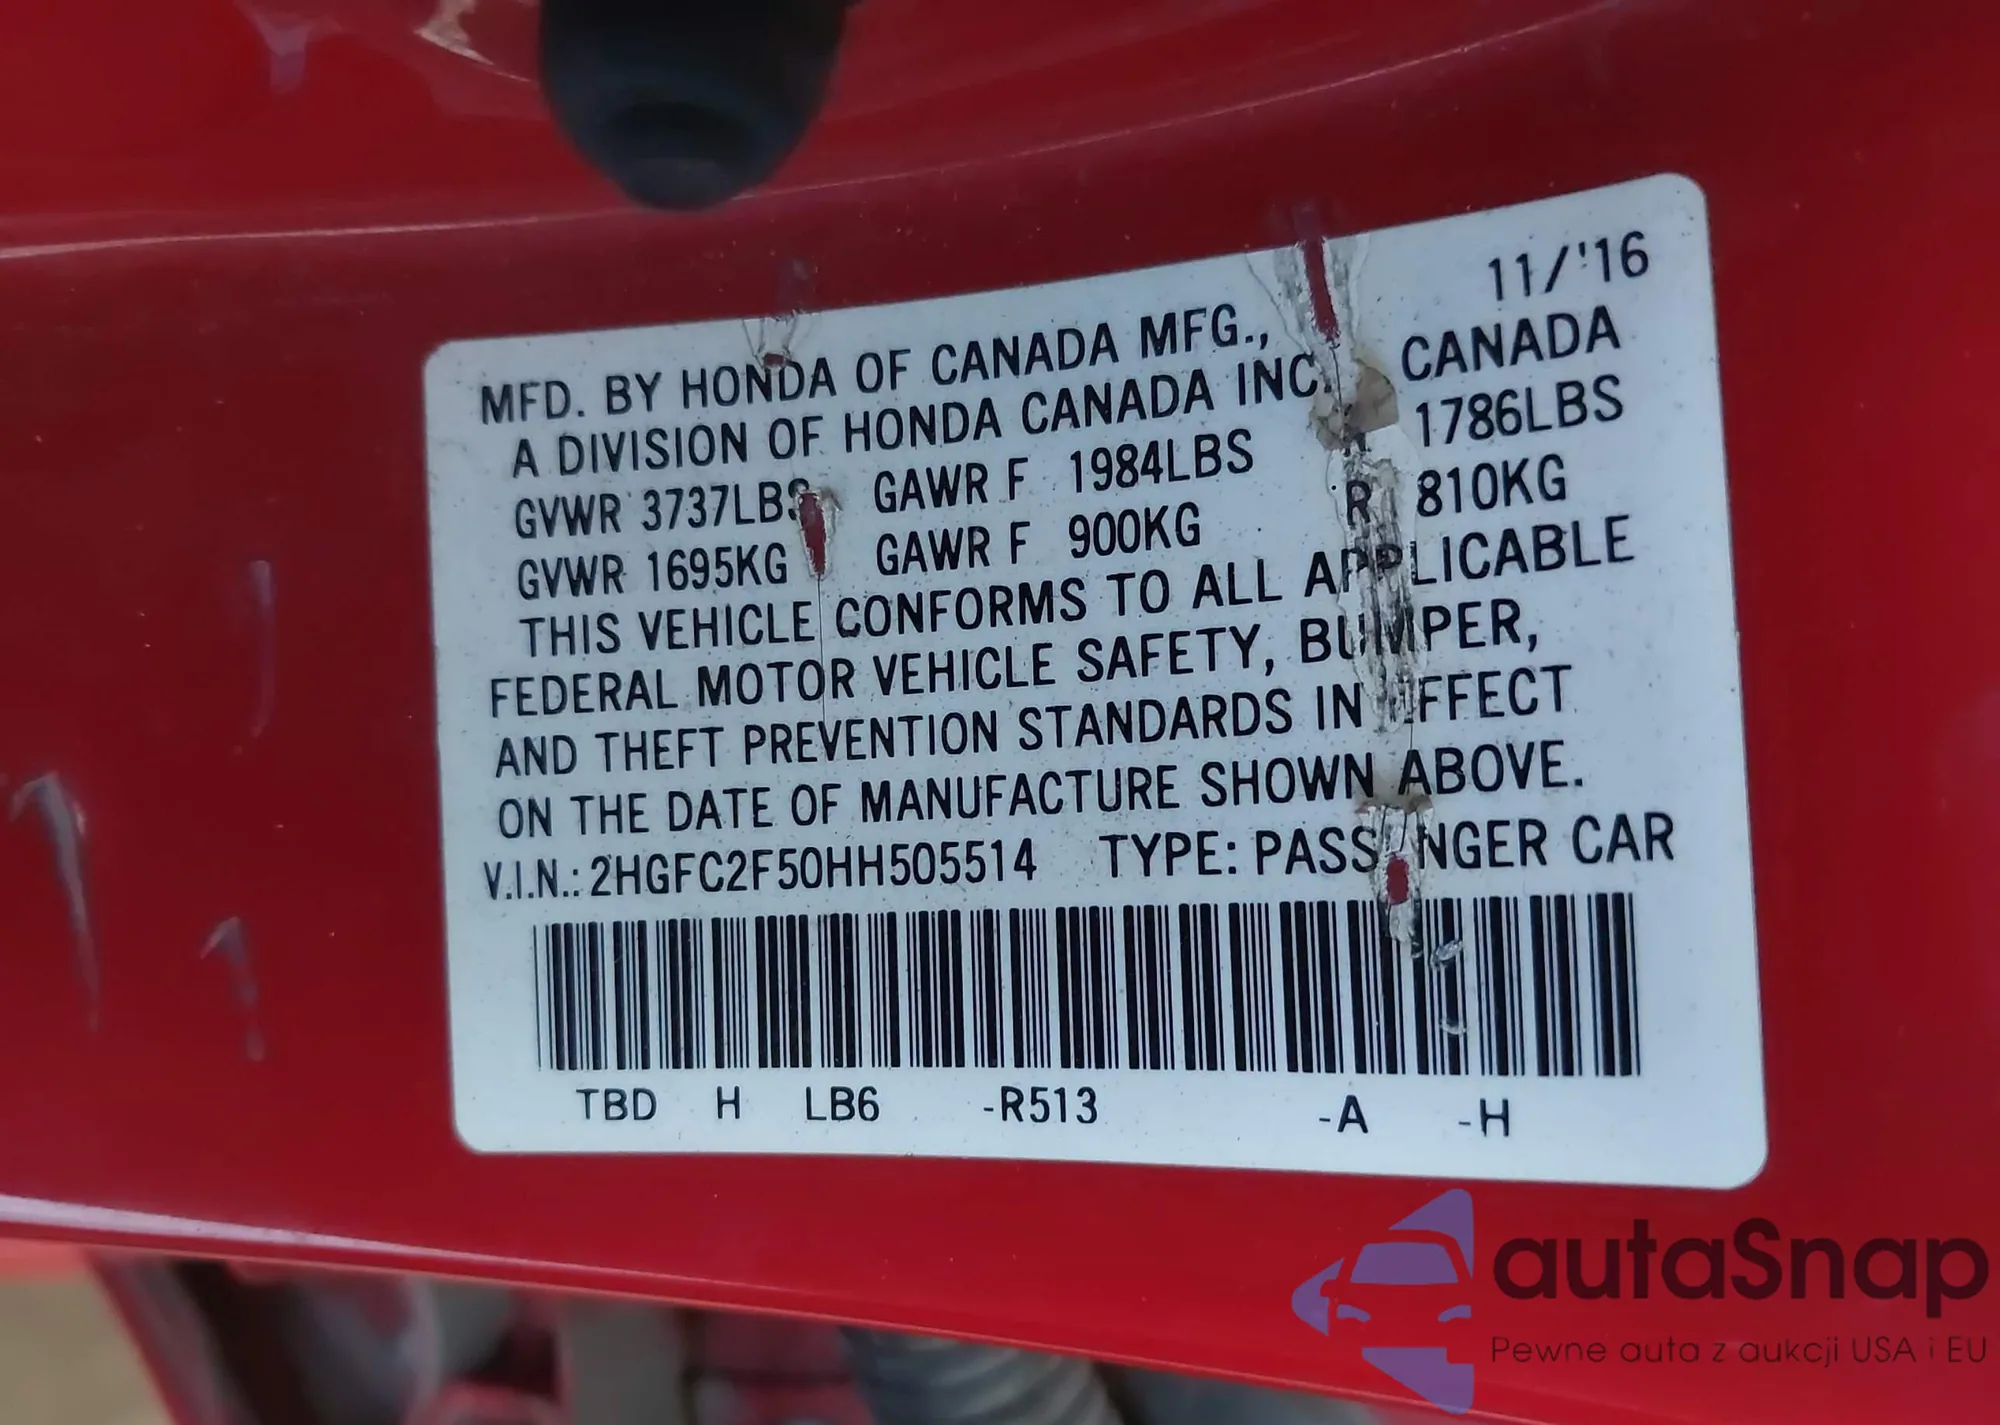 11/'16
MFD. BY HONDA OF CANADA MFG.,
A DIVISION OF HONDA CANADA INC. CANADA
GVWR 3737LBS GAWR F 1984LBS R 1786LBS
GVWR 1695KG GAWR F 900KG R 810KG
THIS VEHICLE CONFORMS TO ALL APPLICABLE
FEDERAL MOTOR VEHICLE SAFETY, BUMPER,
AND THEFT PREVENTION STANDARDS IN EFFECT
ON THE DATE OF MANUFACTURE SHOWN ABOVE.
V.I.N.: 2HGFC2F50HH505514 TYPE: PASSENGER CAR
TBD H LB6 -R513 -A -H
autaSnap
Pewne auta z aukcji USA i EU